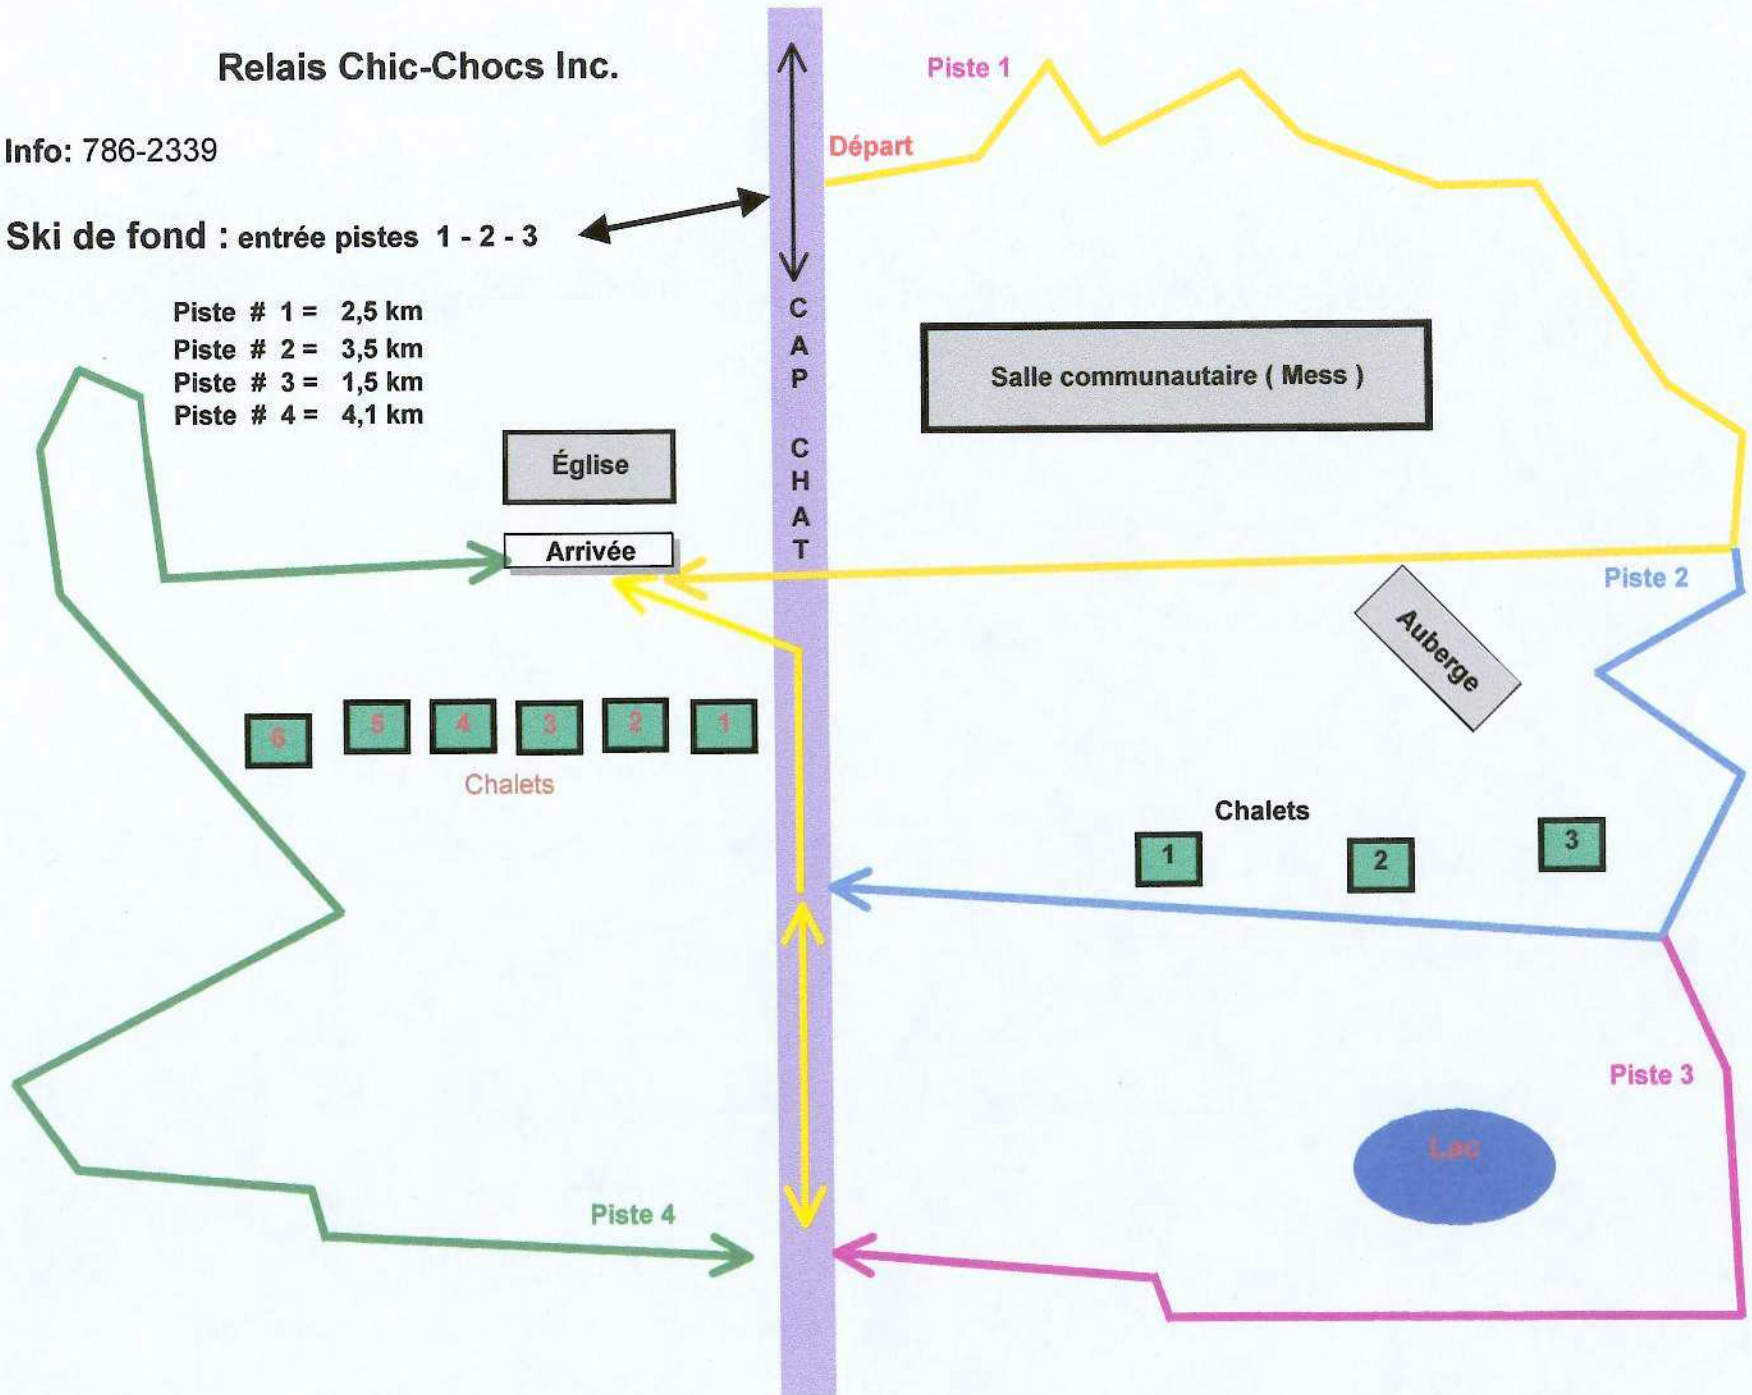 Relais Chic-Chocs Inc.
Info: 786-2339
Ski de fond : entrée pistes 1 - 2 - 3
Piste # 1 = 2,5 km
Piste # 2 = 3,5 km
Piste # 3 = 1,5 km
Piste # 4 = 4,1 km
Piste 1
Départ
CAP CHAT
Salle communautaire ( Mess )
Église
Arrivée
Piste 2
Auberge
6 5 4 3 2 1
Chalets
Chalets
1 2 3
Piste 3
Lac
Piste 4